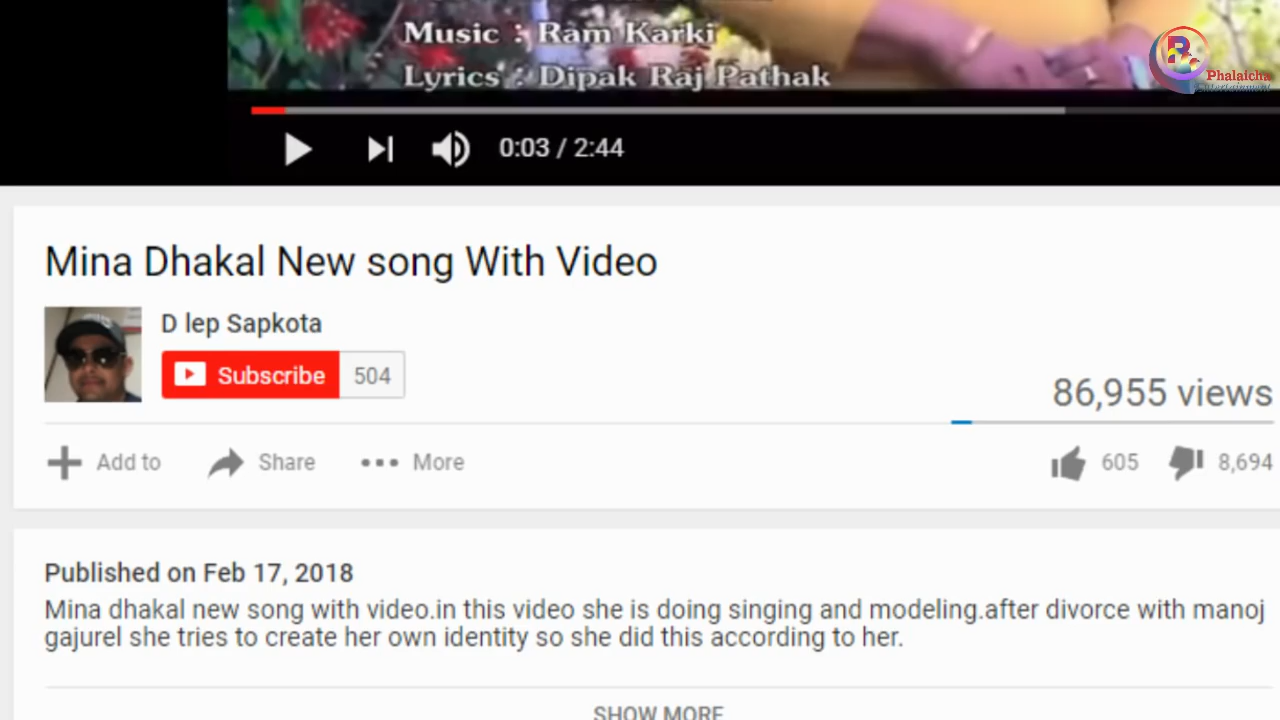 Music : Ram Karki
Lyrics : Dipak Raj Pathak
Phalaicha
Entertainment
0:03 / 2:44
Mina Dhakal New song With Video
D lep Sapkota
Subscribe 504
86,955 views
Add to Share More 605 8,694
Published on Feb 17, 2018
Mina dhakal new song with video.in this video she is doing singing and modeling.after divorce with manoj
gajurel she tries to create her own identity so she did this according to her.
SHOW MORE